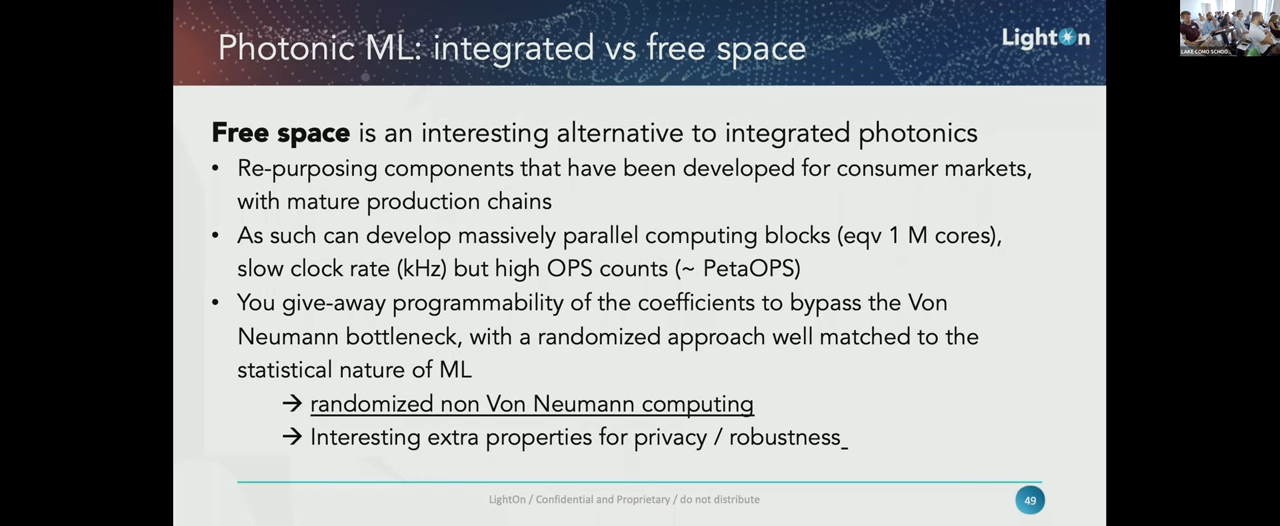 Photonic ML: integrated vs free space
LightOn
LAKE COMO SCHOO...
Free space is an interesting alternative to integrated photonics
• Re-purposing components that have been developed for consumer markets,
with mature production chains
• As such can develop massively parallel computing blocks (eqv 1 M cores),
slow clock rate (kHz) but high OPS counts (~ PetaOPS)
• You give-away programmability of the coefficients to bypass the Von
Neumann bottleneck, with a randomized approach well matched to the
statistical nature of ML
→ randomized non Von Neumann computing
→ Interesting extra properties for privacy / robustness_
LightOn / Confidential and Proprietary / do not distribute
49